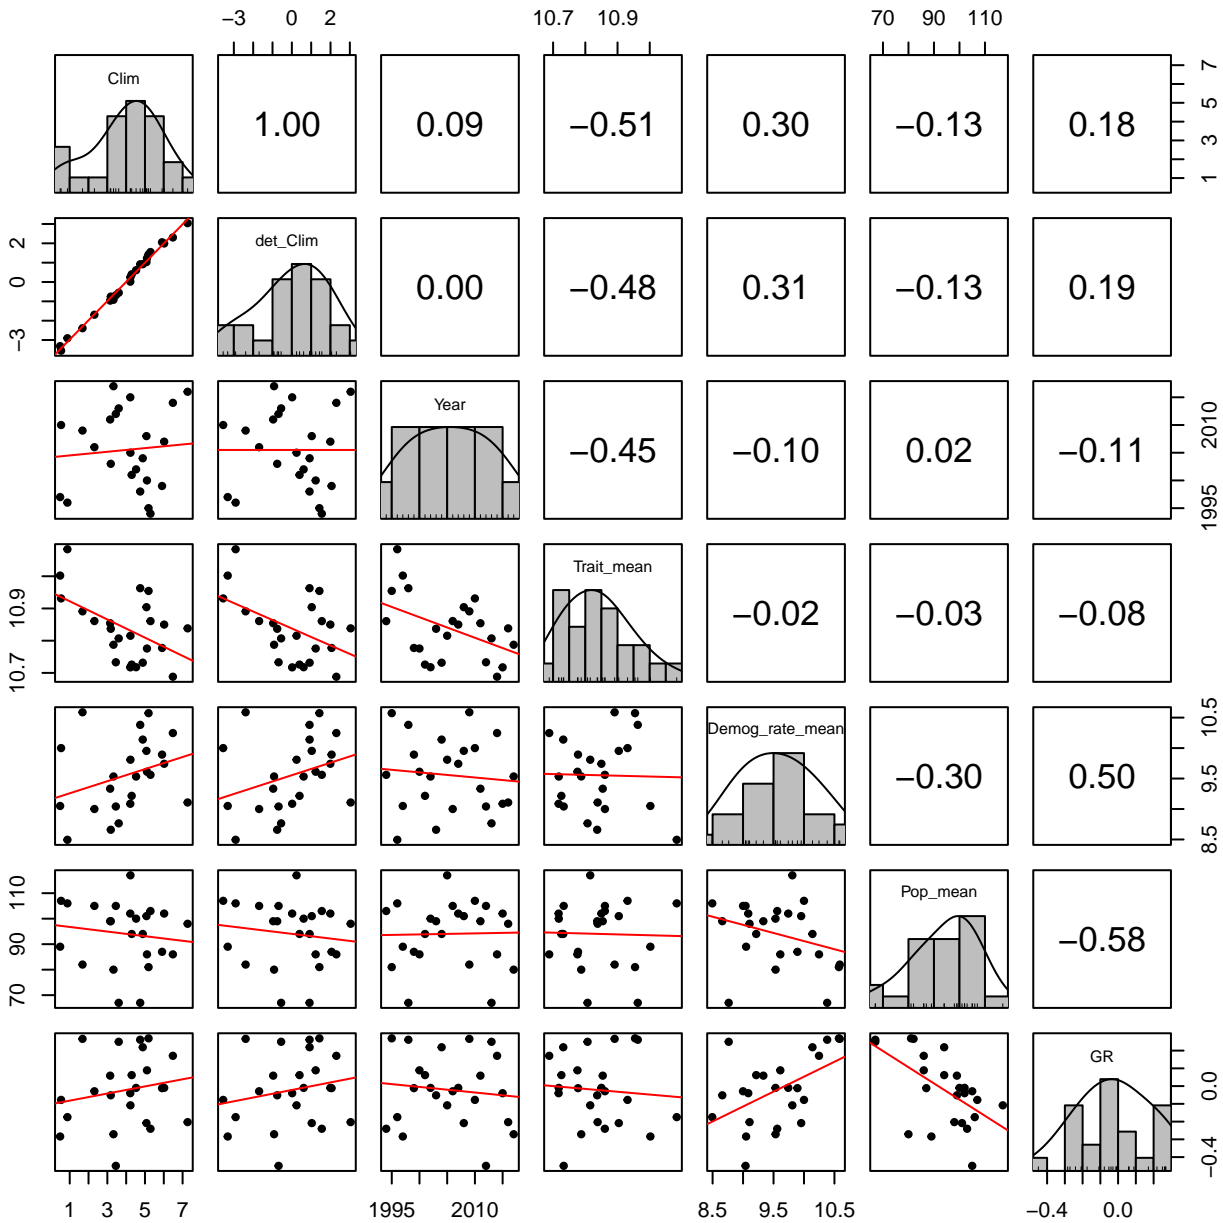 −3 0 2 10.7 10.9 70 90 110
Clim 1.00 0.09 −0.51 0.30 −0.13 0.18 1 3 5 7
−3 0 2 det_Clim 0.00 −0.48 0.31 −0.13 0.19
Year −0.45 −0.10 0.02 −0.11 1995 2010
10.7 10.9 Trait_mean −0.02 −0.03 −0.08
Demog_rate_mean −0.30 0.50 8.5 9.5 10.5
70 90 110 Pop_mean −0.58
GR −0.4 0.0
1 3 5 7 1995 2010 8.5 9.5 10.5 −0.4 0.0